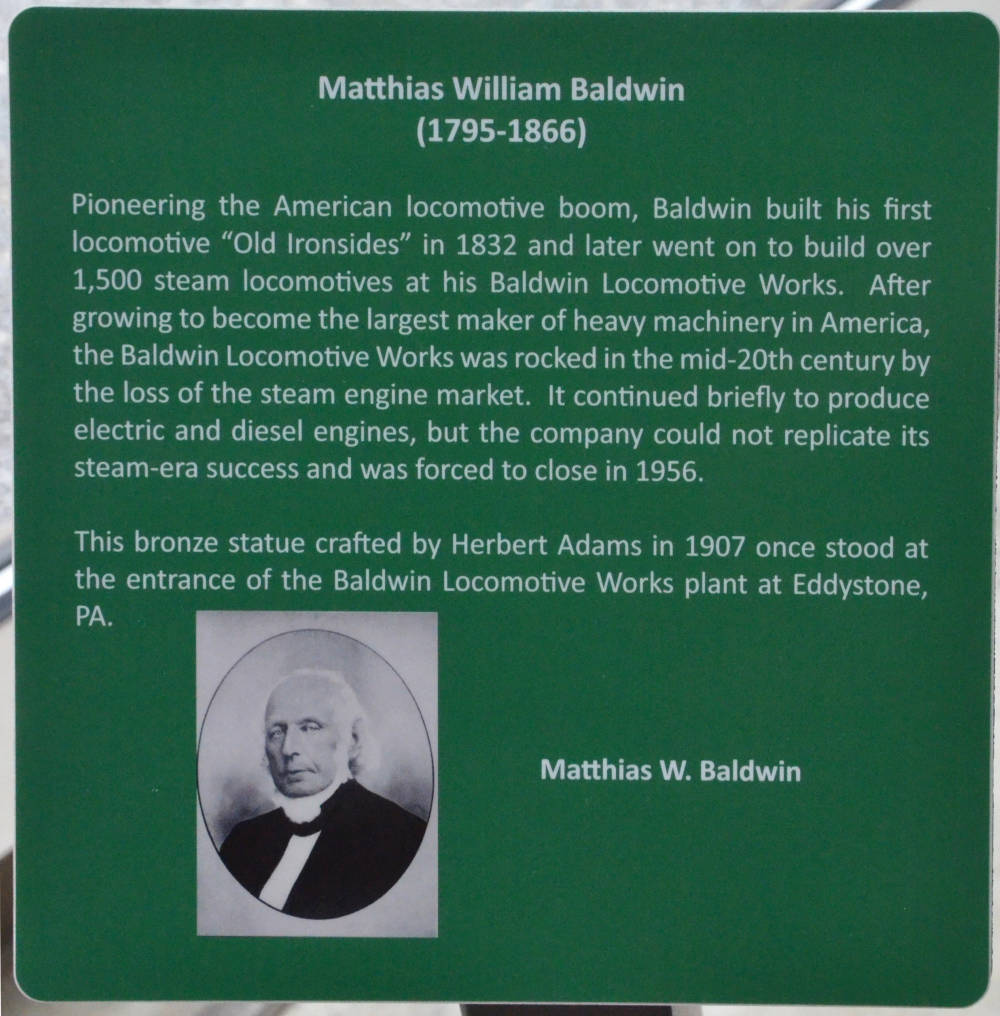 Matthias William Baldwin
(1795-1866)
Pioneering the American locomotive boom, Baldwin built his first
locomotive “Old Ironsides” in 1832 and later went on to build over
1,500 steam locomotives at his Baldwin Locomotive Works. After
growing to become the largest maker of heavy machinery in America,
the Baldwin Locomotive Works was rocked in the mid-20th century by
the loss of the steam engine market. It continued briefly to produce
electric and diesel engines, but the company could not replicate its
steam-era success and was forced to close in 1956.
This bronze statue crafted by Herbert Adams in 1907 once stood at
the entrance of the Baldwin Locomotive Works plant at Eddystone,
PA.
Matthias W. Baldwin